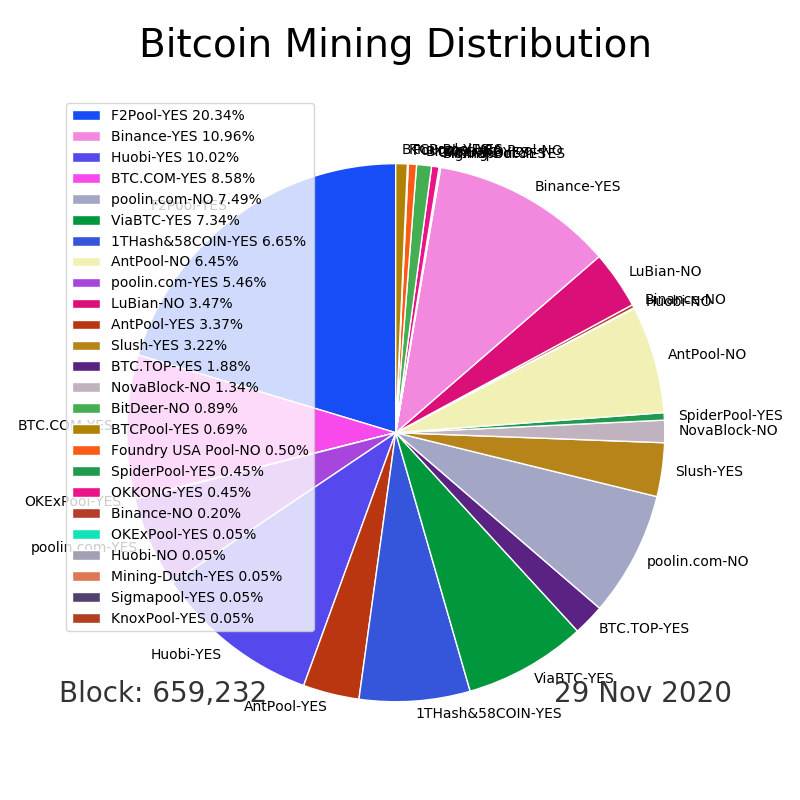 Bitcoin Mining Distribution
F2Pool-YES 20.34%
Binance-YES 10.96%
Huobi-YES 10.02%
BTC.COM-YES 8.58%
poolin.com-NO 7.49%
ViaBTC-YES 7.34%
1THash&58COIN-YES 6.65%
AntPool-NO 6.45%
poolin.com-YES 5.46%
LuBian-NO 3.47%
AntPool-YES 3.37%
Slush-YES 3.22%
BTC.TOP-YES 1.88%
NovaBlock-NO 1.34%
BitDeer-NO 0.89%
BTCPool-YES 0.69%
Foundry USA Pool-NO 0.50%
SpiderPool-YES 0.45%
OKKONG-YES 0.45%
Binance-NO 0.20%
OKExPool-YES 0.05%
Huobi-NO 0.05%
Mining-Dutch-YES 0.05%
Sigmapool-YES 0.05%
KnoxPool-YES 0.05%
F2Pool-YES
BTC.COM-YES
OKExPool-YES
poolin.com-YES
Huobi-YES
AntPool-YES
1THash&58COIN-YES
ViaBTC-YES
BTC.TOP-YES
poolin.com-NO
Slush-YES
NovaBlock-NO
SpiderPool-YES
AntPool-NO
Huobi-NO
Binance-NO
LuBian-NO
Binance-YES
Block: 659,232
29 Nov 2020